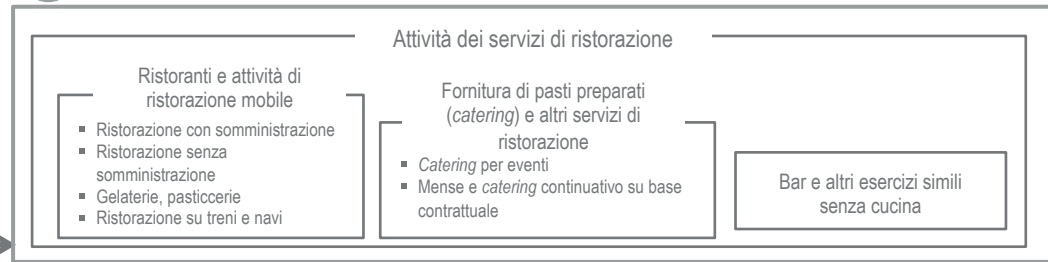 Attività dei servizi di ristorazione
Ristoranti e attività di
ristorazione mobile
▪ Ristorazione con somministrazione
▪ Ristorazione senza
somministrazione
▪ Gelaterie, pasticcerie
▪ Ristorazione su treni e navi
Fornitura di pasti preparati
(catering) e altri servizi di
ristorazione
▪ Catering per eventi
▪ Mense e catering continuativo su base
contrattuale
Bar e altri esercizi simili
senza cucina